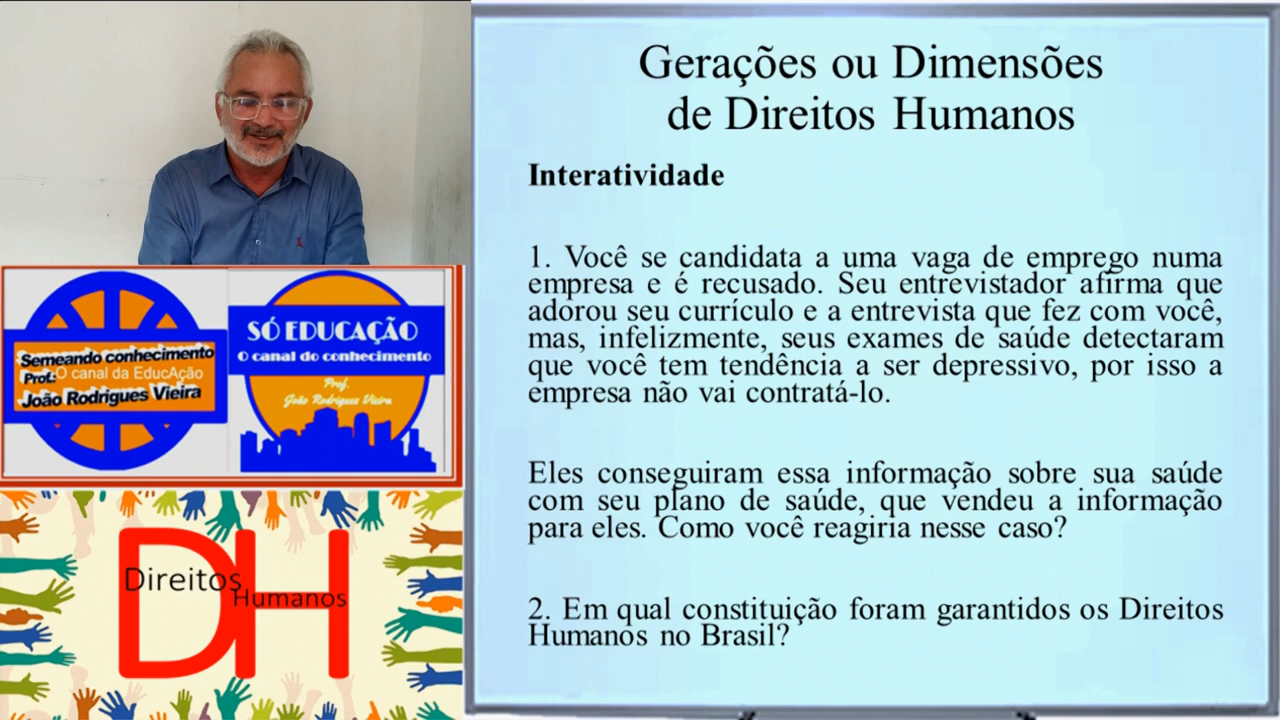 Gerações ou Dimensões
de Direitos Humanos
Interatividade
1. Você se candidata a uma vaga de emprego numa
empresa e é recusado. Seu entrevistador afirma que
adorou seu currículo e a entrevista que fez com você,
mas, infelizmente, seus exames de saúde detectaram
que você tem tendência a ser depressivo, por isso a
empresa não vai contratá-lo.
Eles conseguiram essa informação sobre sua saúde
com seu plano de saúde, que vendeu a informação
para eles. Como você reagiria nesse caso?
2. Em qual constituição foram garantidos os Direitos
Humanos no Brasil?
Semeando conhecimento
Prof.: O canal da EducAção
João Rodrigues Vieira
SÓ EDUCAÇÃO
O canal do conhecimento
Prof.
João Rodrigues Vieira
DH
Direitos
Humanos